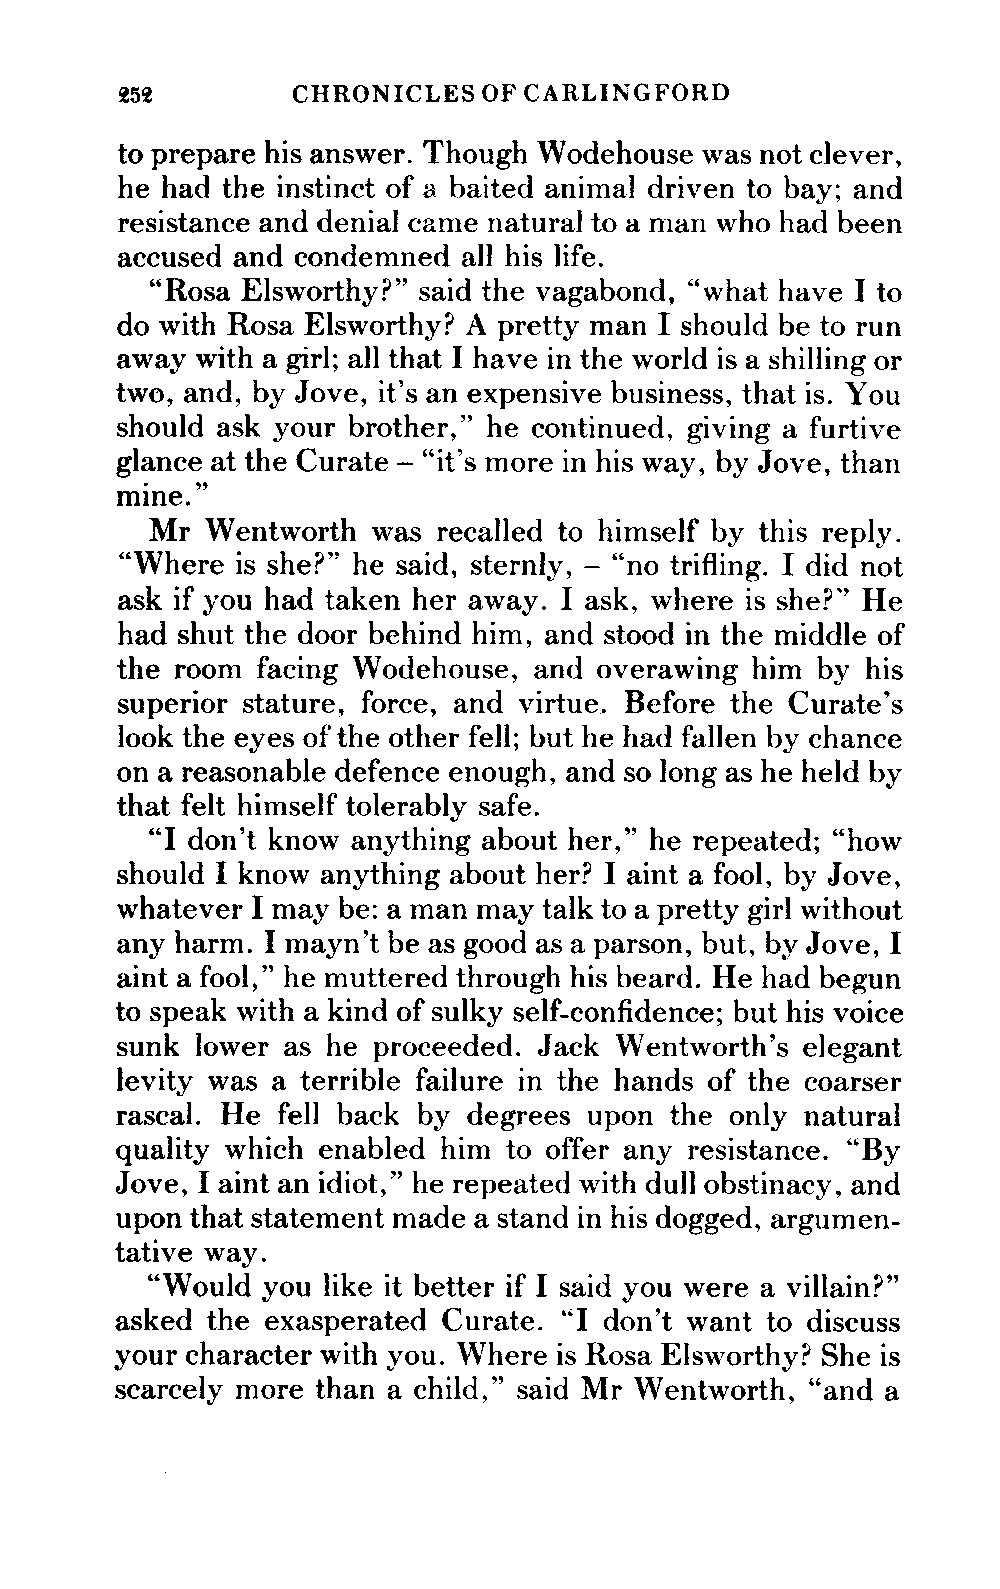 252 CHRONICLES OF CARLINGFORD
to prepare his answer. Though Wodehouse was not clever,
he had the instinct of a baited animal driven to bay; and
resistance and denial came natural to a man who had been
accused and condemned all his life.
“Rosa Elsworthy?” said the vagabond, “what have I to
do with Rosa Elsworthy? A pretty man I should be to run
away with a girl; all that I have in the world is a shilling or
two, and, by Jove, it’s an expensive business, that is. You
should ask your brother,” he continued, giving a furtive
glance at the Curate – “it’s more in his way, by Jove, than
mine.”
Mr Wentworth was recalled to himself by this reply.
“Where is she?” he said, sternly, – “no trifling. I did not
ask if you had taken her away. I ask, where is she?” He
had shut the door behind him, and stood in the middle of
the room facing Wodehouse, and overawing him by his
superior stature, force, and virtue. Before the Curate’s
look the eyes of the other fell; but he had fallen by chance
on a reasonable defence enough, and so long as he held by
that felt himself tolerably safe.
“I don’t know anything about her,” he repeated; “how
should I know anything about her? I aint a fool, by Jove,
whatever I may be: a man may talk to a pretty girl without
any harm. I mayn’t be as good as a parson, but, by Jove, I
aint a fool,” he muttered through his beard. He had begun
to speak with a kind of sulky self-confidence; but his voice
sunk lower as he proceeded. Jack Wentworth’s elegant
levity was a terrible failure in the hands of the coarser
rascal. He fell back by degrees upon the only natural
quality which enabled him to offer any resistance. “By
Jove, I aint an idiot,” he repeated with dull obstinacy, and
upon that statement made a stand in his dogged, argumen-
tative way.
“Would you like it better if I said you were a villain?”
asked the exasperated Curate. “I don’t want to discuss
your character with you. Where is Rosa Elsworthy? She is
scarcely more than a child,” said Mr Wentworth, “and a